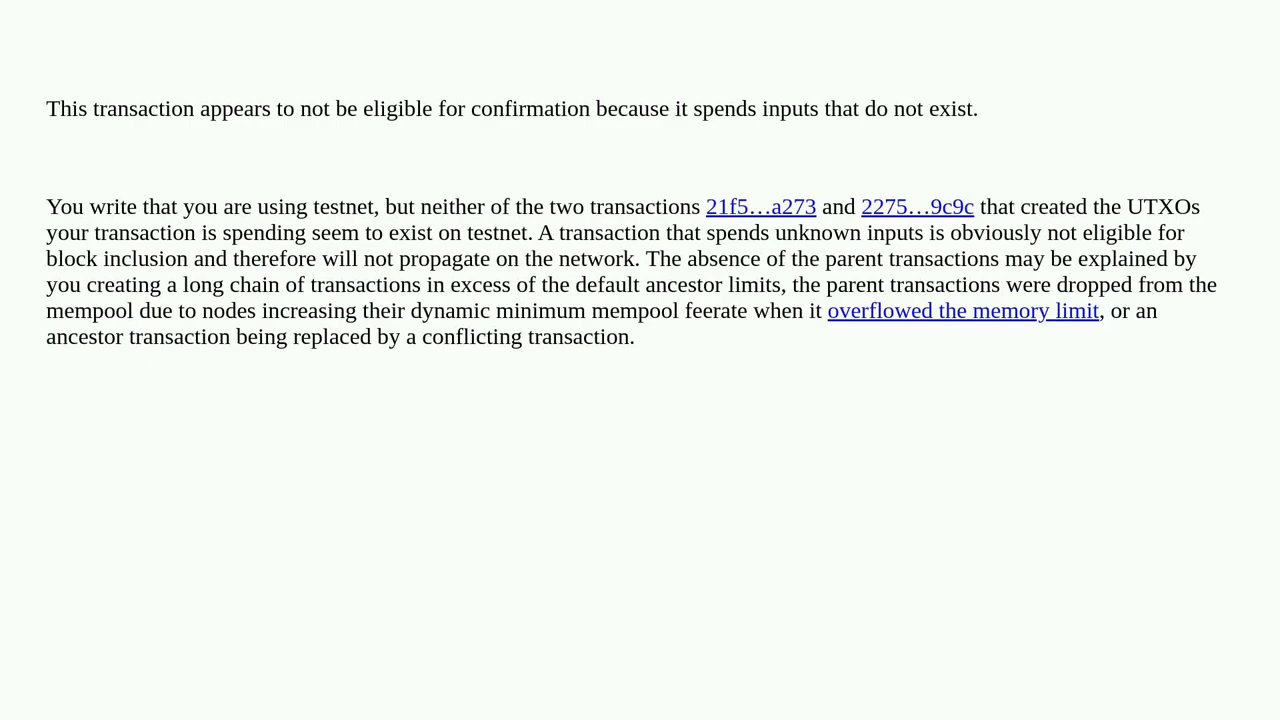 This transaction appears to not be eligible for confirmation because it spends inputs that do not exist.
You write that you are using testnet, but neither of the two transactions 21f5…a273 and 2275…9c9c that created the UTXOs
your transaction is spending seem to exist on testnet. A transaction that spends unknown inputs is obviously not eligible for
block inclusion and therefore will not propagate on the network. The absence of the parent transactions may be explained by
you creating a long chain of transactions in excess of the default ancestor limits, the parent transactions were dropped from the
mempool due to nodes increasing their dynamic minimum mempool feerate when it overflowed the memory limit, or an
ancestor transaction being replaced by a conflicting transaction.